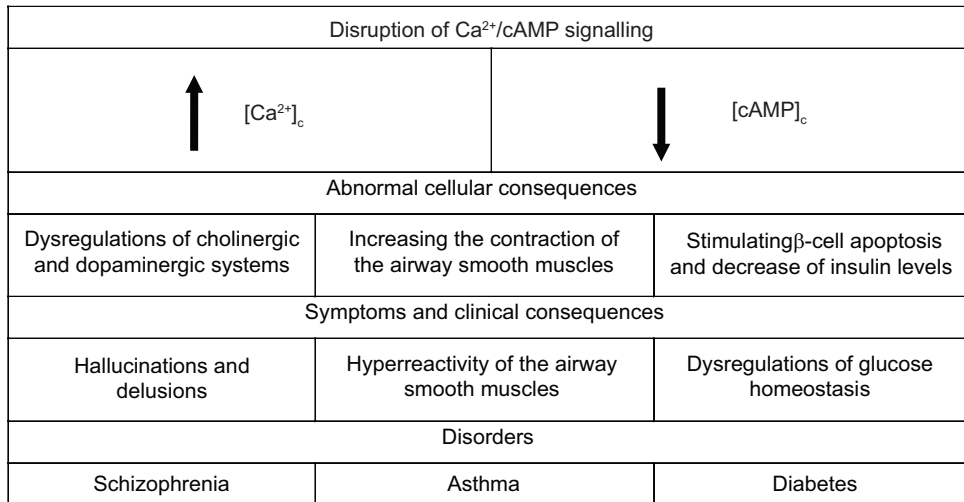 Disruption of Ca²⁺/cAMP signalling
[Ca²⁺]c
[cAMP]c
Abnormal cellular consequences
Dysregulations of cholinergic
and dopaminergic systems
Increasing the contraction of
the airway smooth muscles
Stimulatingβ-cell apoptosis
and decrease of insulin levels
Symptoms and clinical consequences
Hallucinations and
delusions
Hyperreactivity of the airway
smooth muscles
Dysregulations of glucose
homeostasis
Disorders
Schizophrenia
Asthma
Diabetes